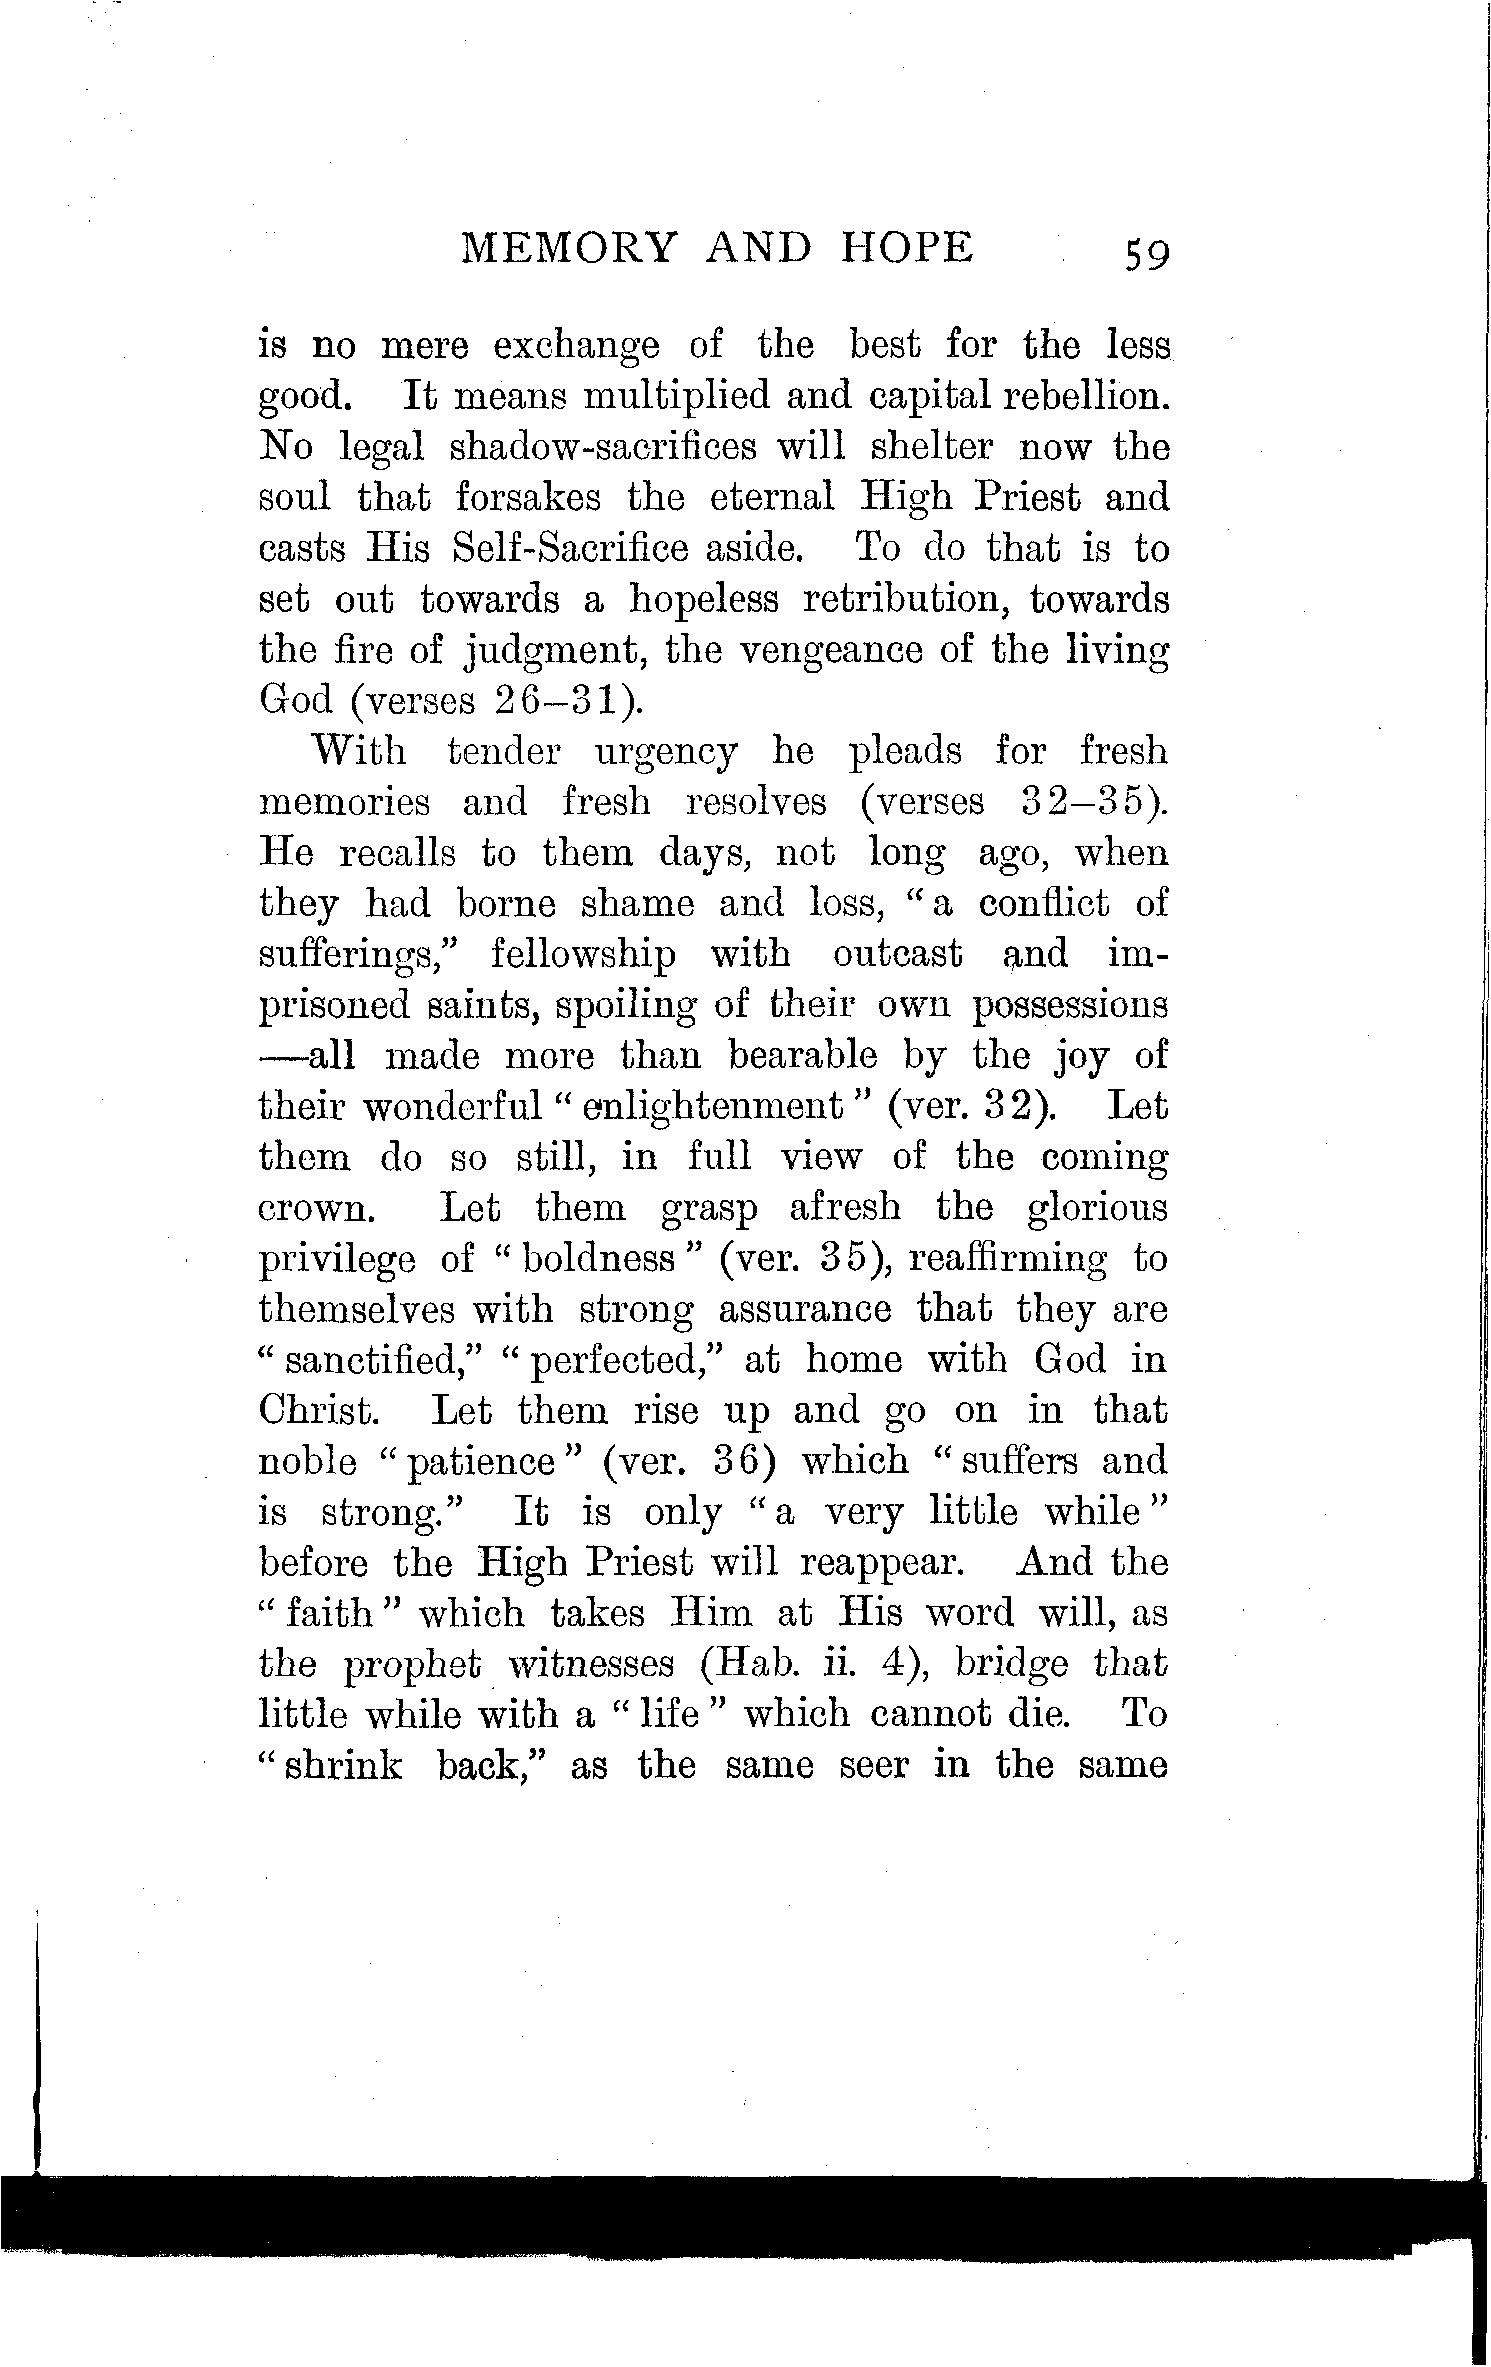 MEMORY AND HOPE 59
is no mere exchange of the best for the less
good. It means multiplied and capital rebellion.
No legal shadow-sacrifices will shelter now the
soul that forsakes the eternal High Priest and
casts His Self-Sacrifice aside. To do that is to
set out towards a hopeless retribution, towards
the fire of judgment, the vengeance of the living
God (verses 26–31).
With tender urgency he pleads for fresh
memories and fresh resolves (verses 32–35).
He recalls to them days, not long ago, when
they had borne shame and loss, “a conflict of
sufferings,” fellowship with outcast and im-
prisoned saints, spoiling of their own possessions
—all made more than bearable by the joy of
their wonderful “enlightenment” (ver. 32). Let
them do so still, in full view of the coming
crown. Let them grasp afresh the glorious
privilege of “boldness” (ver. 35), reaffirming to
themselves with strong assurance that they are
“sanctified,” “perfected,” at home with God in
Christ. Let them rise up and go on in that
noble “patience” (ver. 36) which “suffers and
is strong.” It is only “a very little while”
before the High Priest will reappear. And the
“faith” which takes Him at His word will, as
the prophet witnesses (Hab. ii. 4), bridge that
little while with a “life” which cannot die. To
“shrink back,” as the same seer in the same